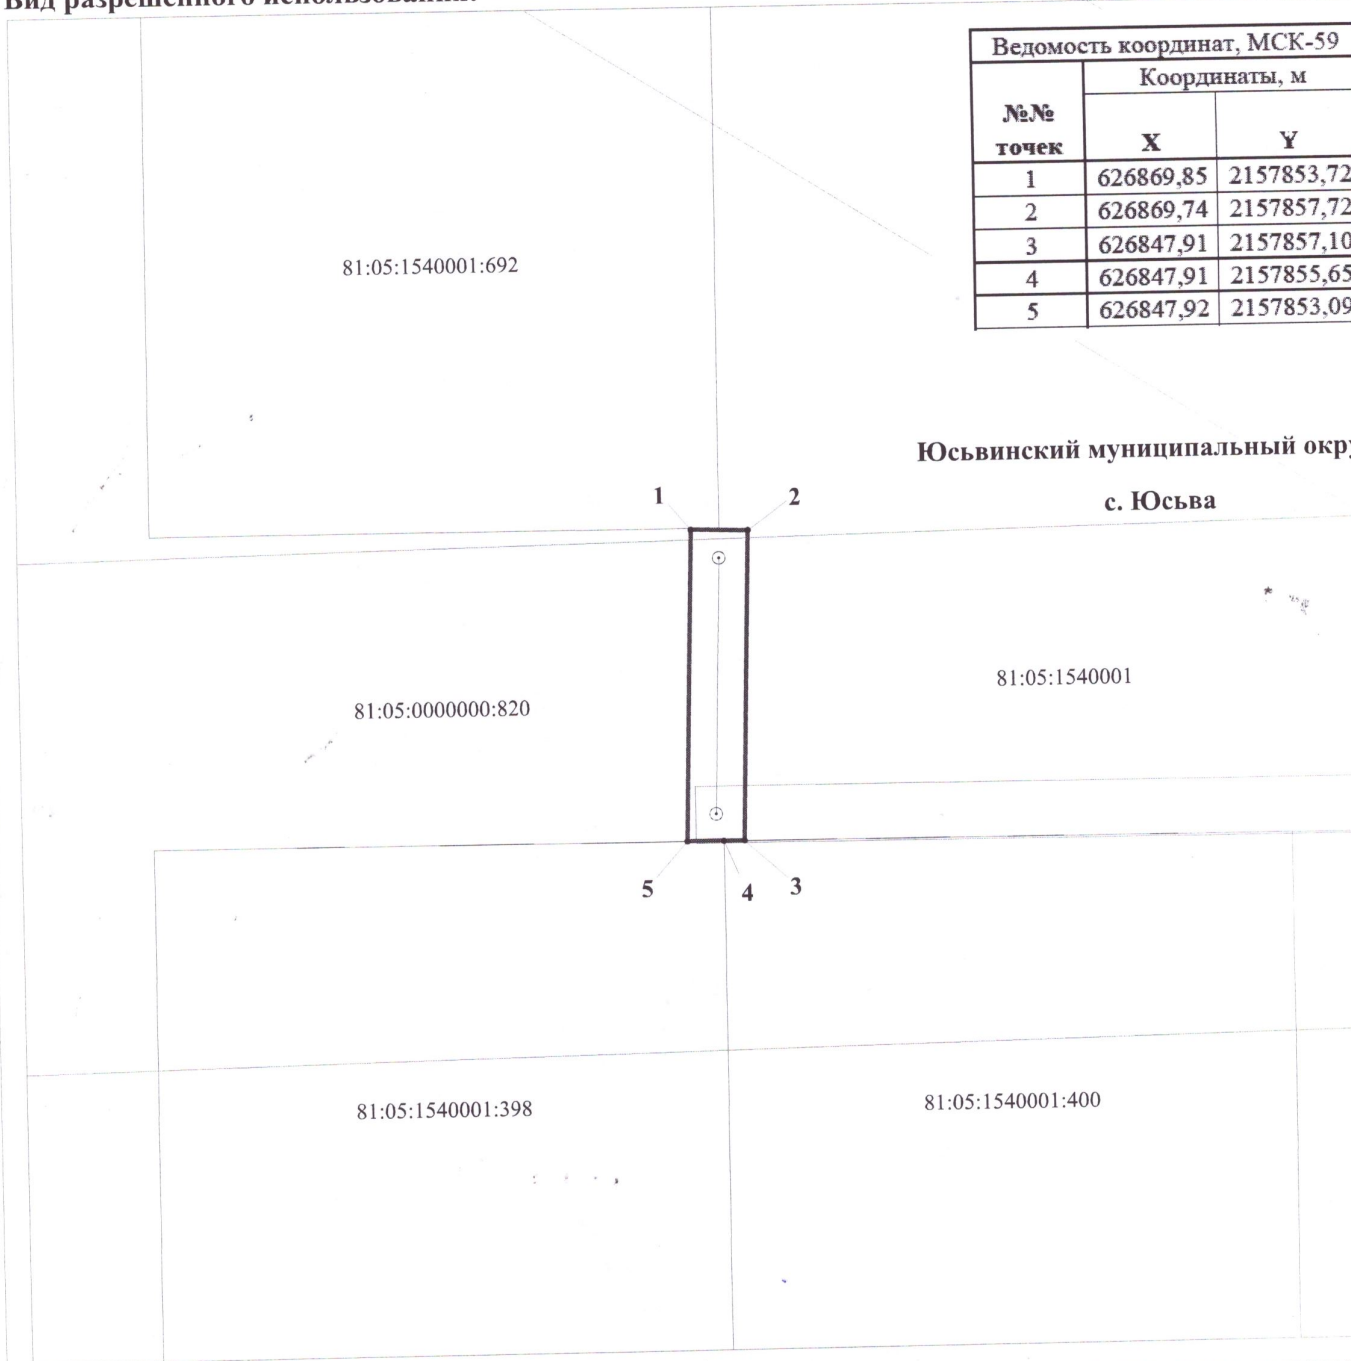 Вид разрешенного использования:
Ведомость координат, МСК-59
№№ точек
Координаты, м
X Y
1 626869,85 2157853,72
2 626869,74 2157857,72
3 626847,91 2157857,10
4 626847,91 2157855,65
5 626847,92 2157853,09
81:05:1540001:692
Юсьвинский муниципальный окру
с. Юсьва
1 2
81:05:1540001
81:05:0000000:820
5 4 3
81:05:1540001:398
81:05:1540001:400